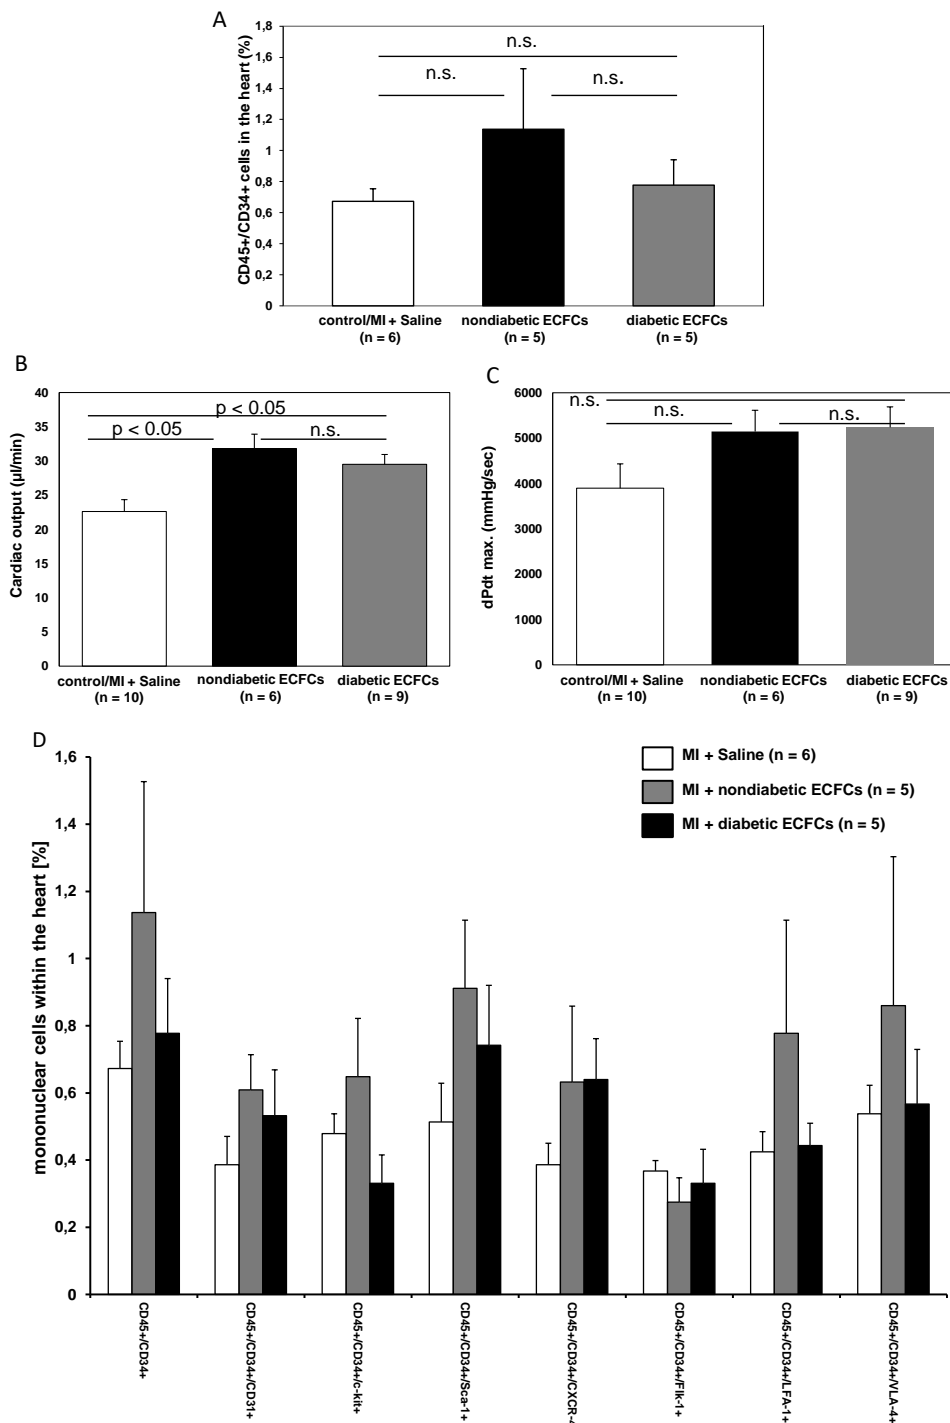 A
CD45+/CD34+ cells in the heart (%)
1,8
1,6
1,4
1,2
1
0,8
0,6
0,4
0,2
0
n.s.
n.s.
n.s.
control/MI + Saline
(n = 6)
nondiabetic ECFCs
(n = 5)
diabetic ECFCs
(n = 5)
B
Cardiac output (µl/min)
40
35
30
25
20
15
10
5
0
p < 0.05
p < 0.05
n.s.
control/MI + Saline
(n = 10)
nondiabetic ECFCs
(n = 6)
diabetic ECFCs
(n = 9)
C
dPdt max. (mmHg/sec)
6000
5000
4000
3000
2000
1000
0
n.s.
n.s.
n.s.
control/MI + Saline
(n = 10)
nondiabetic ECFCs
(n = 6)
diabetic ECFCs
(n = 9)
D
mononuclear cells within the heart [%]
1,6
1,4
1,2
1
0,8
0,6
0,4
0,2
0
MI + Saline (n = 6)
MI + nondiabetic ECFCs (n = 5)
MI + diabetic ECFCs (n = 5)
CD45+/CD34+
CD45+/CD34+/CD31+
CD45+/CD34+/c-kit+
CD45+/CD34+/Sca-1+
CD45+/CD34+/CXCR-
CD45+/CD34+/Flk-1+
CD45+/CD34+/LFA-1+
CD45+/CD34+/VLA-4+